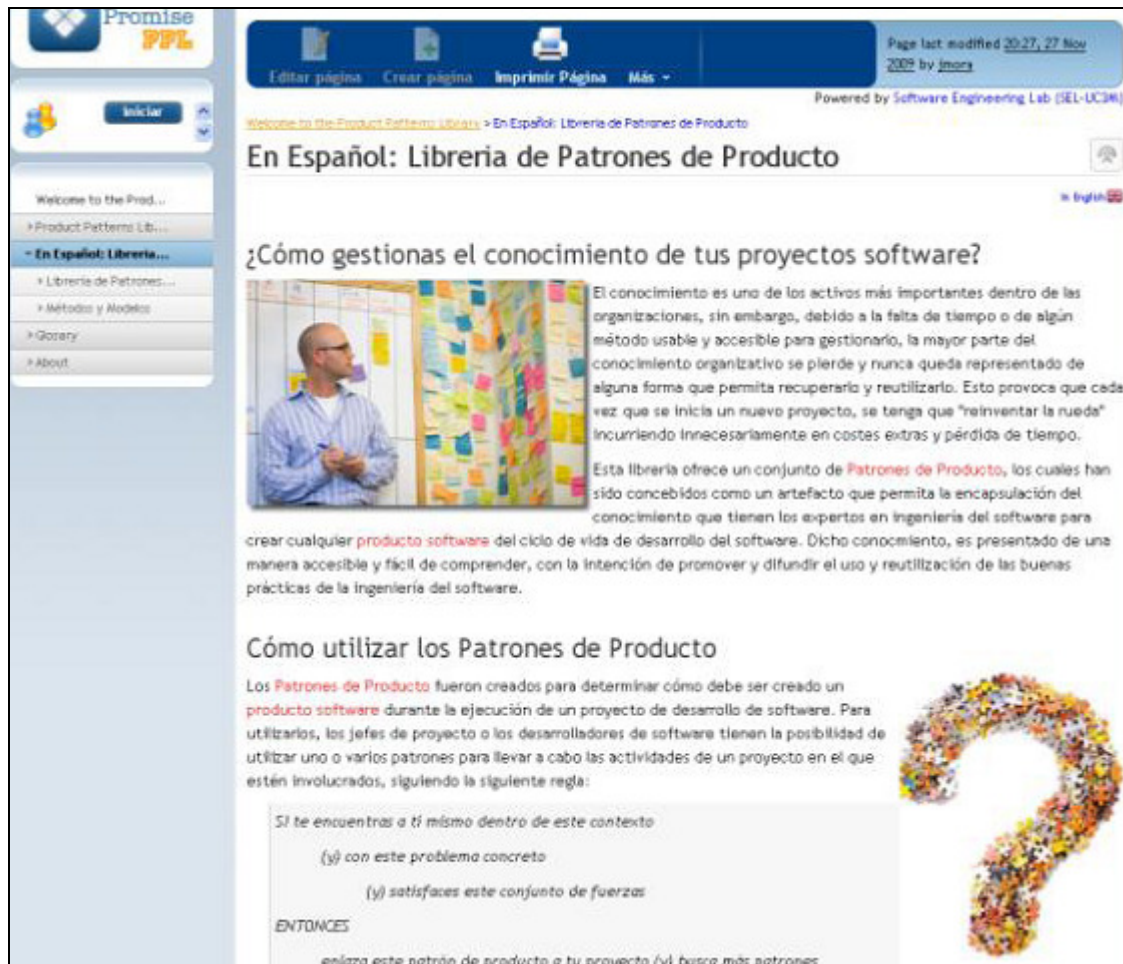 Promise
PPL
Editar página Crear página Imprimir Página Más
Page last modified 20:27, 27 Nov
2009 by jmora
Iniciar
Powered by Software Engineering Lab (SEL-UC3M)
Welcome to the Product Patterns Library > En Español: Libreria de Patrones de Producto
En Español: Libreria de Patrones de Producto
In English
Welcome to the Prod...
Product Patterns Lib...
En Español: Libreria...
Libreria de Patrones...
Métodos y Modelos
Glosary
About
¿Cómo gestionas el conocimiento de tus proyectos software?
El conocimiento es uno de los activos más importantes dentro de las
organizaciones, sin embargo, debido a la falta de tiempo o de algún
método usable y accesible para gestionarlo, la mayor parte del
conocimiento organizativo se pierde y nunca queda representado de
alguna forma que permita recuperarlo y reutilizarlo. Esto provoca que cada
vez que se inicia un nuevo proyecto, se tenga que "reinventar la rueda"
incurriendo innecesariamente en costes extras y pérdida de tiempo.
Esta librería ofrece un conjunto de Patrones de Producto, los cuales han
sido concebidos como un artefacto que permita la encapsulación del
conocimiento que tienen los expertos en ingeniería del software para
crear cualquier producto software del ciclo de vida de desarrollo del software. Dicho conocmiento, es presentado de una
manera accesible y fácil de comprender, con la intención de promover y difundir el uso y reutilización de las buenas
prácticas de la ingeniería del software.
Cómo utilizar los Patrones de Producto
Los Patrones de Producto fueron creados para determinar cómo debe ser creado un
producto software durante la ejecución de un proyecto de desarrollo de software. Para
utilizarlos, los jefes de proyecto o los desarrolladores de software tienen la posibilidad de
utilizar uno o varios patrones para llevar a cabo las actividades de un proyecto en el que
estén involucrados, siguiendo la siguiente regla:
SI te encuentras a ti mismo dentro de este contexto
(y) con este problema concreto
(y) satisfaces este conjunto de fuerzas
ENTONCES
enlaza este patrón de producto a tu proyecto (y) busca más patrones